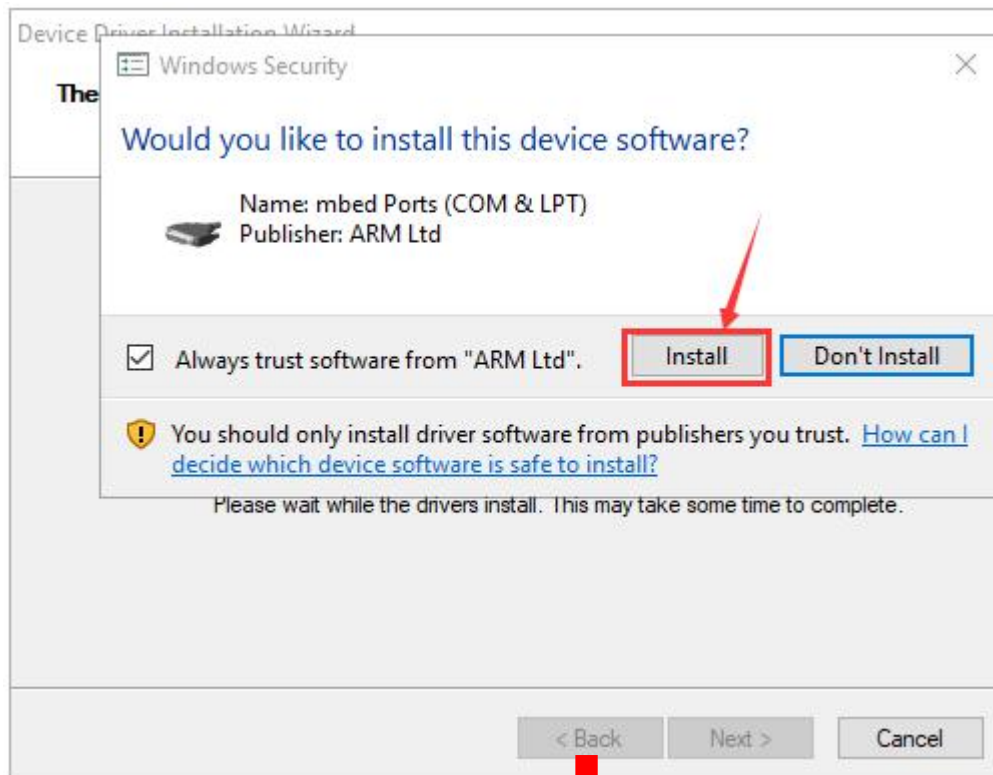 Device Driver Installation Wizard
Windows Security
The
Would you like to install this device software?
Name: mbed Ports (COM & LPT)
Publisher: ARM Ltd
Always trust software from "ARM Ltd".
Install
Don't Install
You should only install driver software from publishers you trust. How can I
decide which device software is safe to install?
Please wait while the drivers install. This may take some time to complete.
< Back
Next >
Cancel